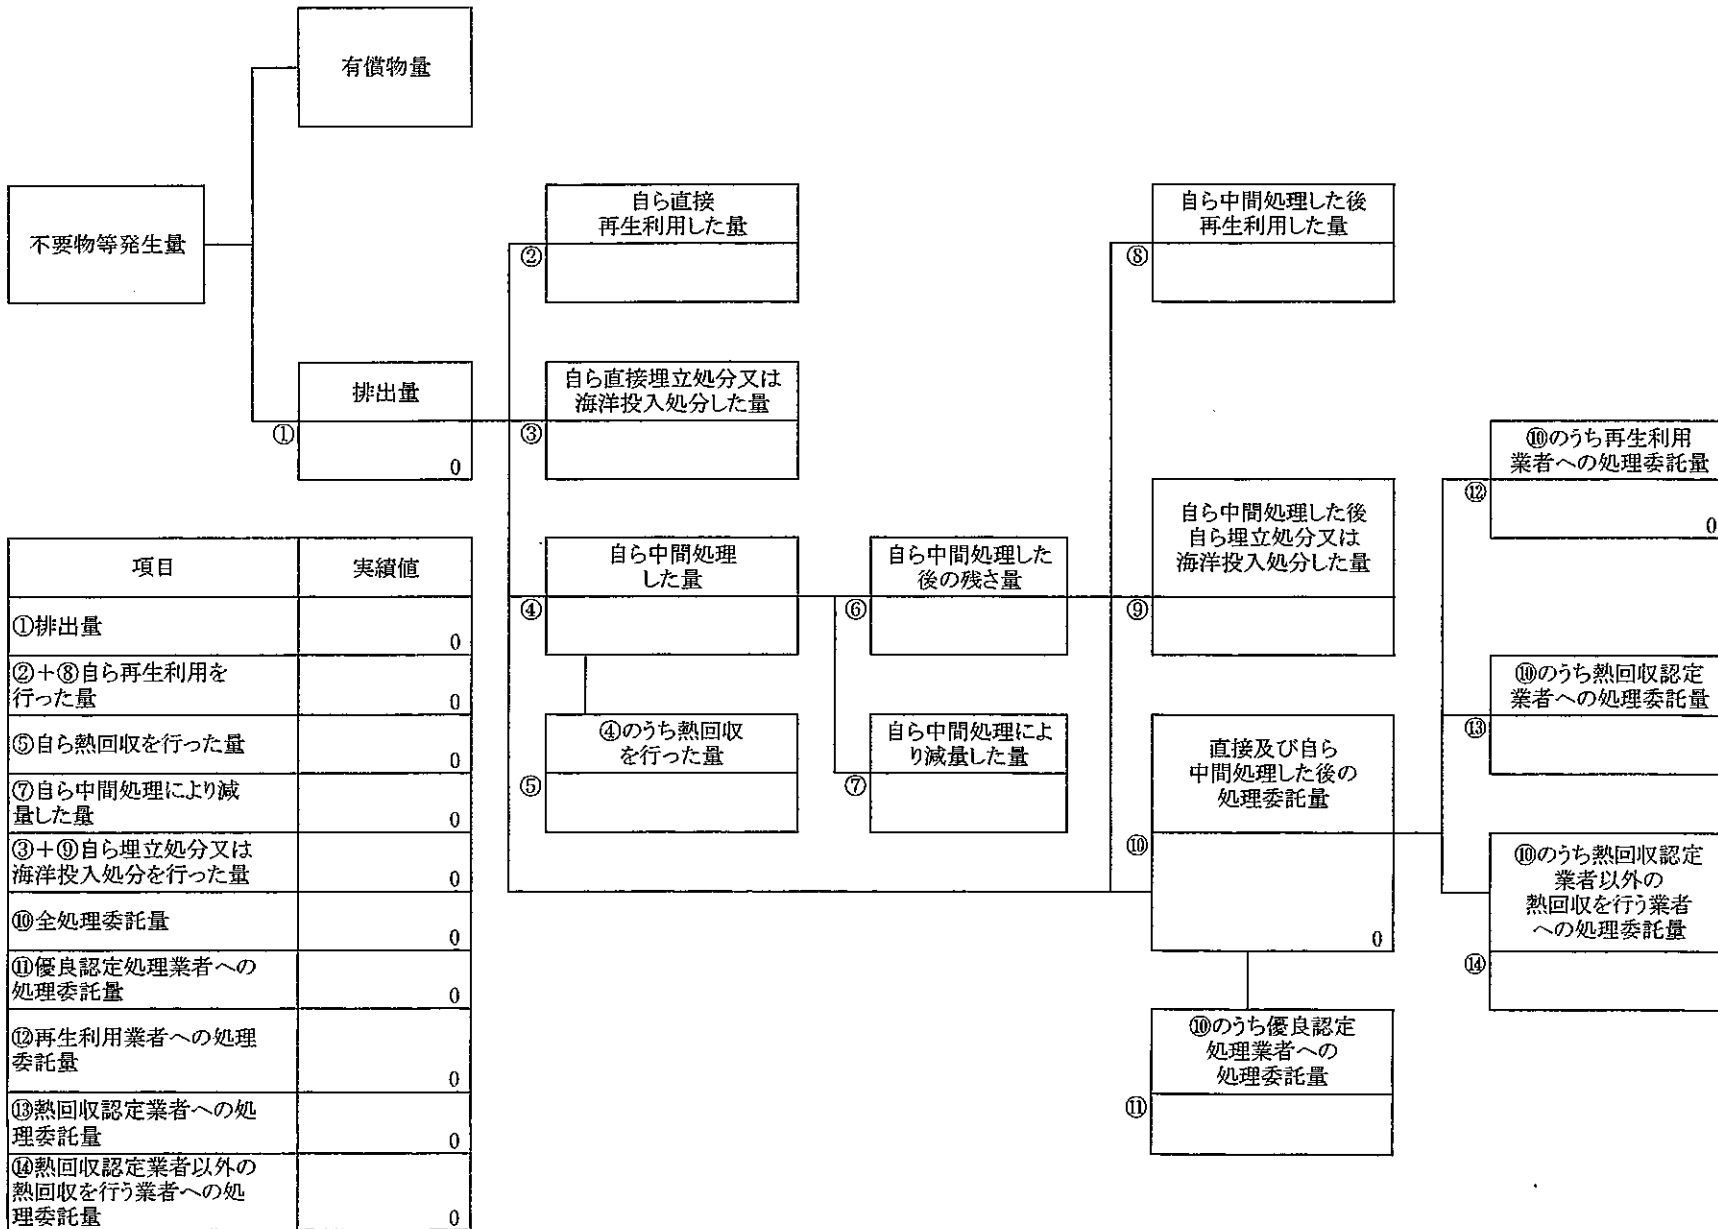 有償物量
不要物等発生量
排出量
①
0
自ら直接
再生利用した量
②
自ら直接埋立処分又は
海洋投入処分した量
③
自ら中間処理
した量
④
④のうち熱回収
を行った量
⑤
自ら中間処理した
後の残さ量
⑥
自ら中間処理によ
り減量した量
⑦
自ら中間処理した後
再生利用した量
⑧
自ら中間処理した後
自ら埋立処分又は
海洋投入処分した量
⑨
直接及び自ら
中間処理した後の
処理委託量
⑩
0
⑩のうち優良認定
処理業者への
処理委託量
⑪
⑩のうち再生利用
業者への処理委託量
⑫
0
⑩のうち熱回収認定
業者への処理委託量
⑬
⑩のうち熱回収認定
業者以外の
熱回収を行う業者
への処理委託量
⑭
項目 実績値
①排出量
0
②+⑧自ら再生利用を
行った量 0
⑤自ら熱回収を行った量
0
⑦自ら中間処理により減
量した量 0
③+⑨自ら埋立処分又は
海洋投入処分を行った量 0
⑩全処理委託量
0
⑪優良認定処理業者への
処理委託量 0
⑫再生利用業者への処理
委託量
0
⑬熱回収認定業者への処
理委託量 0
⑭熱回収認定業者以外の
熱回収を行う業者への処
理委託量 0